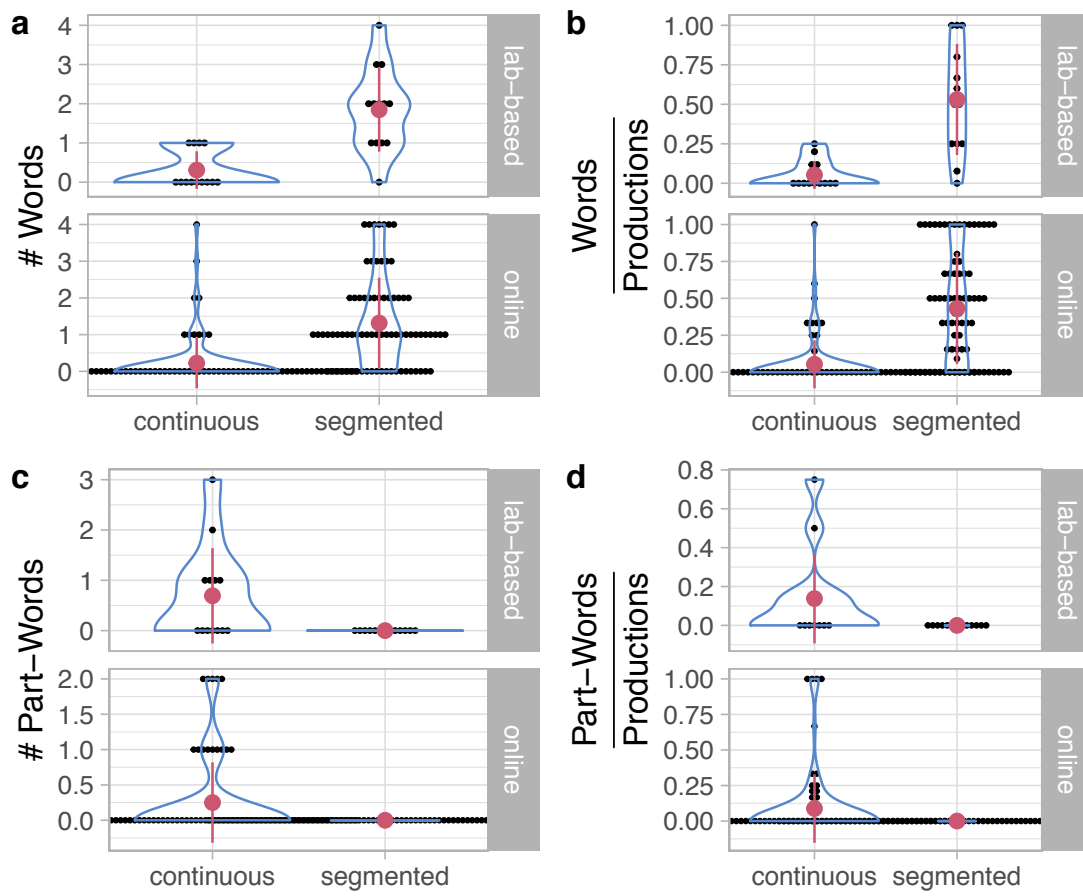 a
# Words
4
3
2
1
0
lab–based
4
3
2
1
0
online
continuous segmented
b
Words
Productions
1.00
0.75
0.50
0.25
0.00
lab–based
1.00
0.75
0.50
0.25
0.00
online
continuous segmented
c
# Part–Words
3
2
1
0
lab–based
2.0
1.5
1.0
0.5
0.0
online
continuous segmented
d
Part–Words
Productions
0.8
0.6
0.4
0.2
0.0
lab–based
1.00
0.75
0.50
0.25
0.00
online
continuous segmented